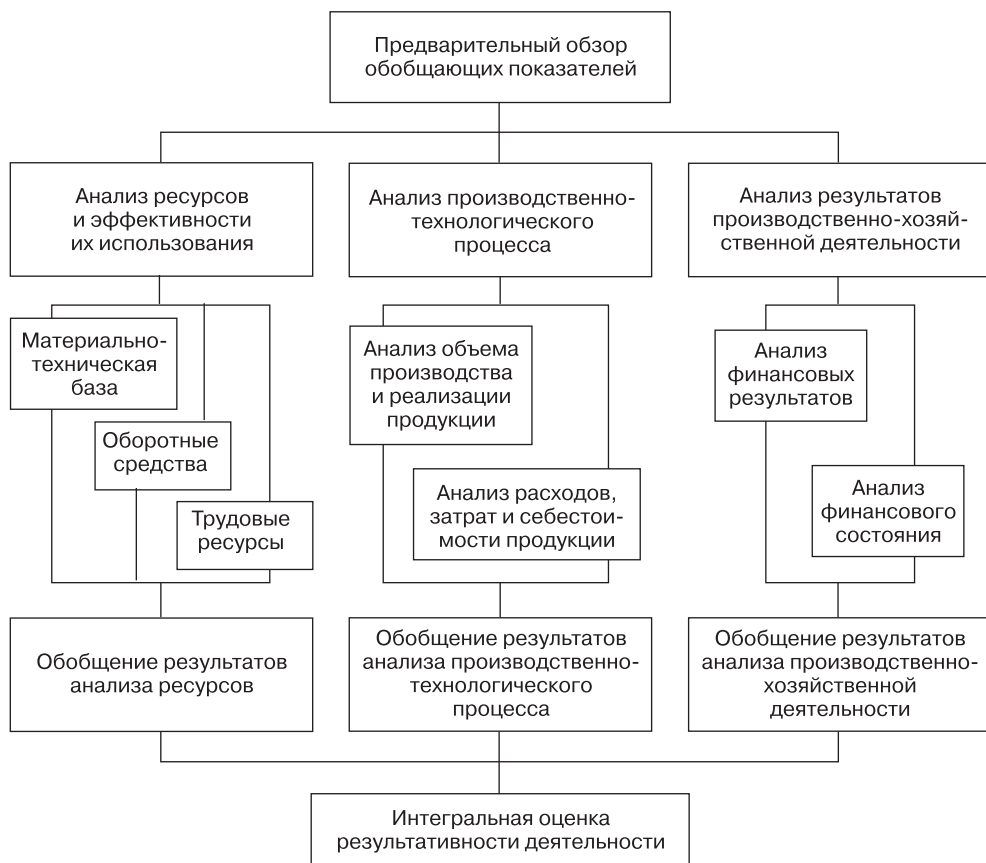 Предварительный обзор
обобщающих показателей
Анализ ресурсов
и эффективности
их использования
Анализ производственно-
технологического
процесса
Анализ результатов
производственно-хозяй-
ственной деятельности
Материально-
техническая
база
Оборотные
средства
Трудовые
ресурсы
Анализ объема
производства
и реализации
продукции
Анализ расходов,
затрат и себестои-
мости продукции
Анализ
финансовых
результатов
Анализ
финансового
состояния
Обобщение результатов
анализа ресурсов
Обобщение результатов
анализа производственно-
технологического
процесса
Обобщение результатов
анализа производственно-
хозяйственной
деятельности
Интегральная оценка
результативности деятельности